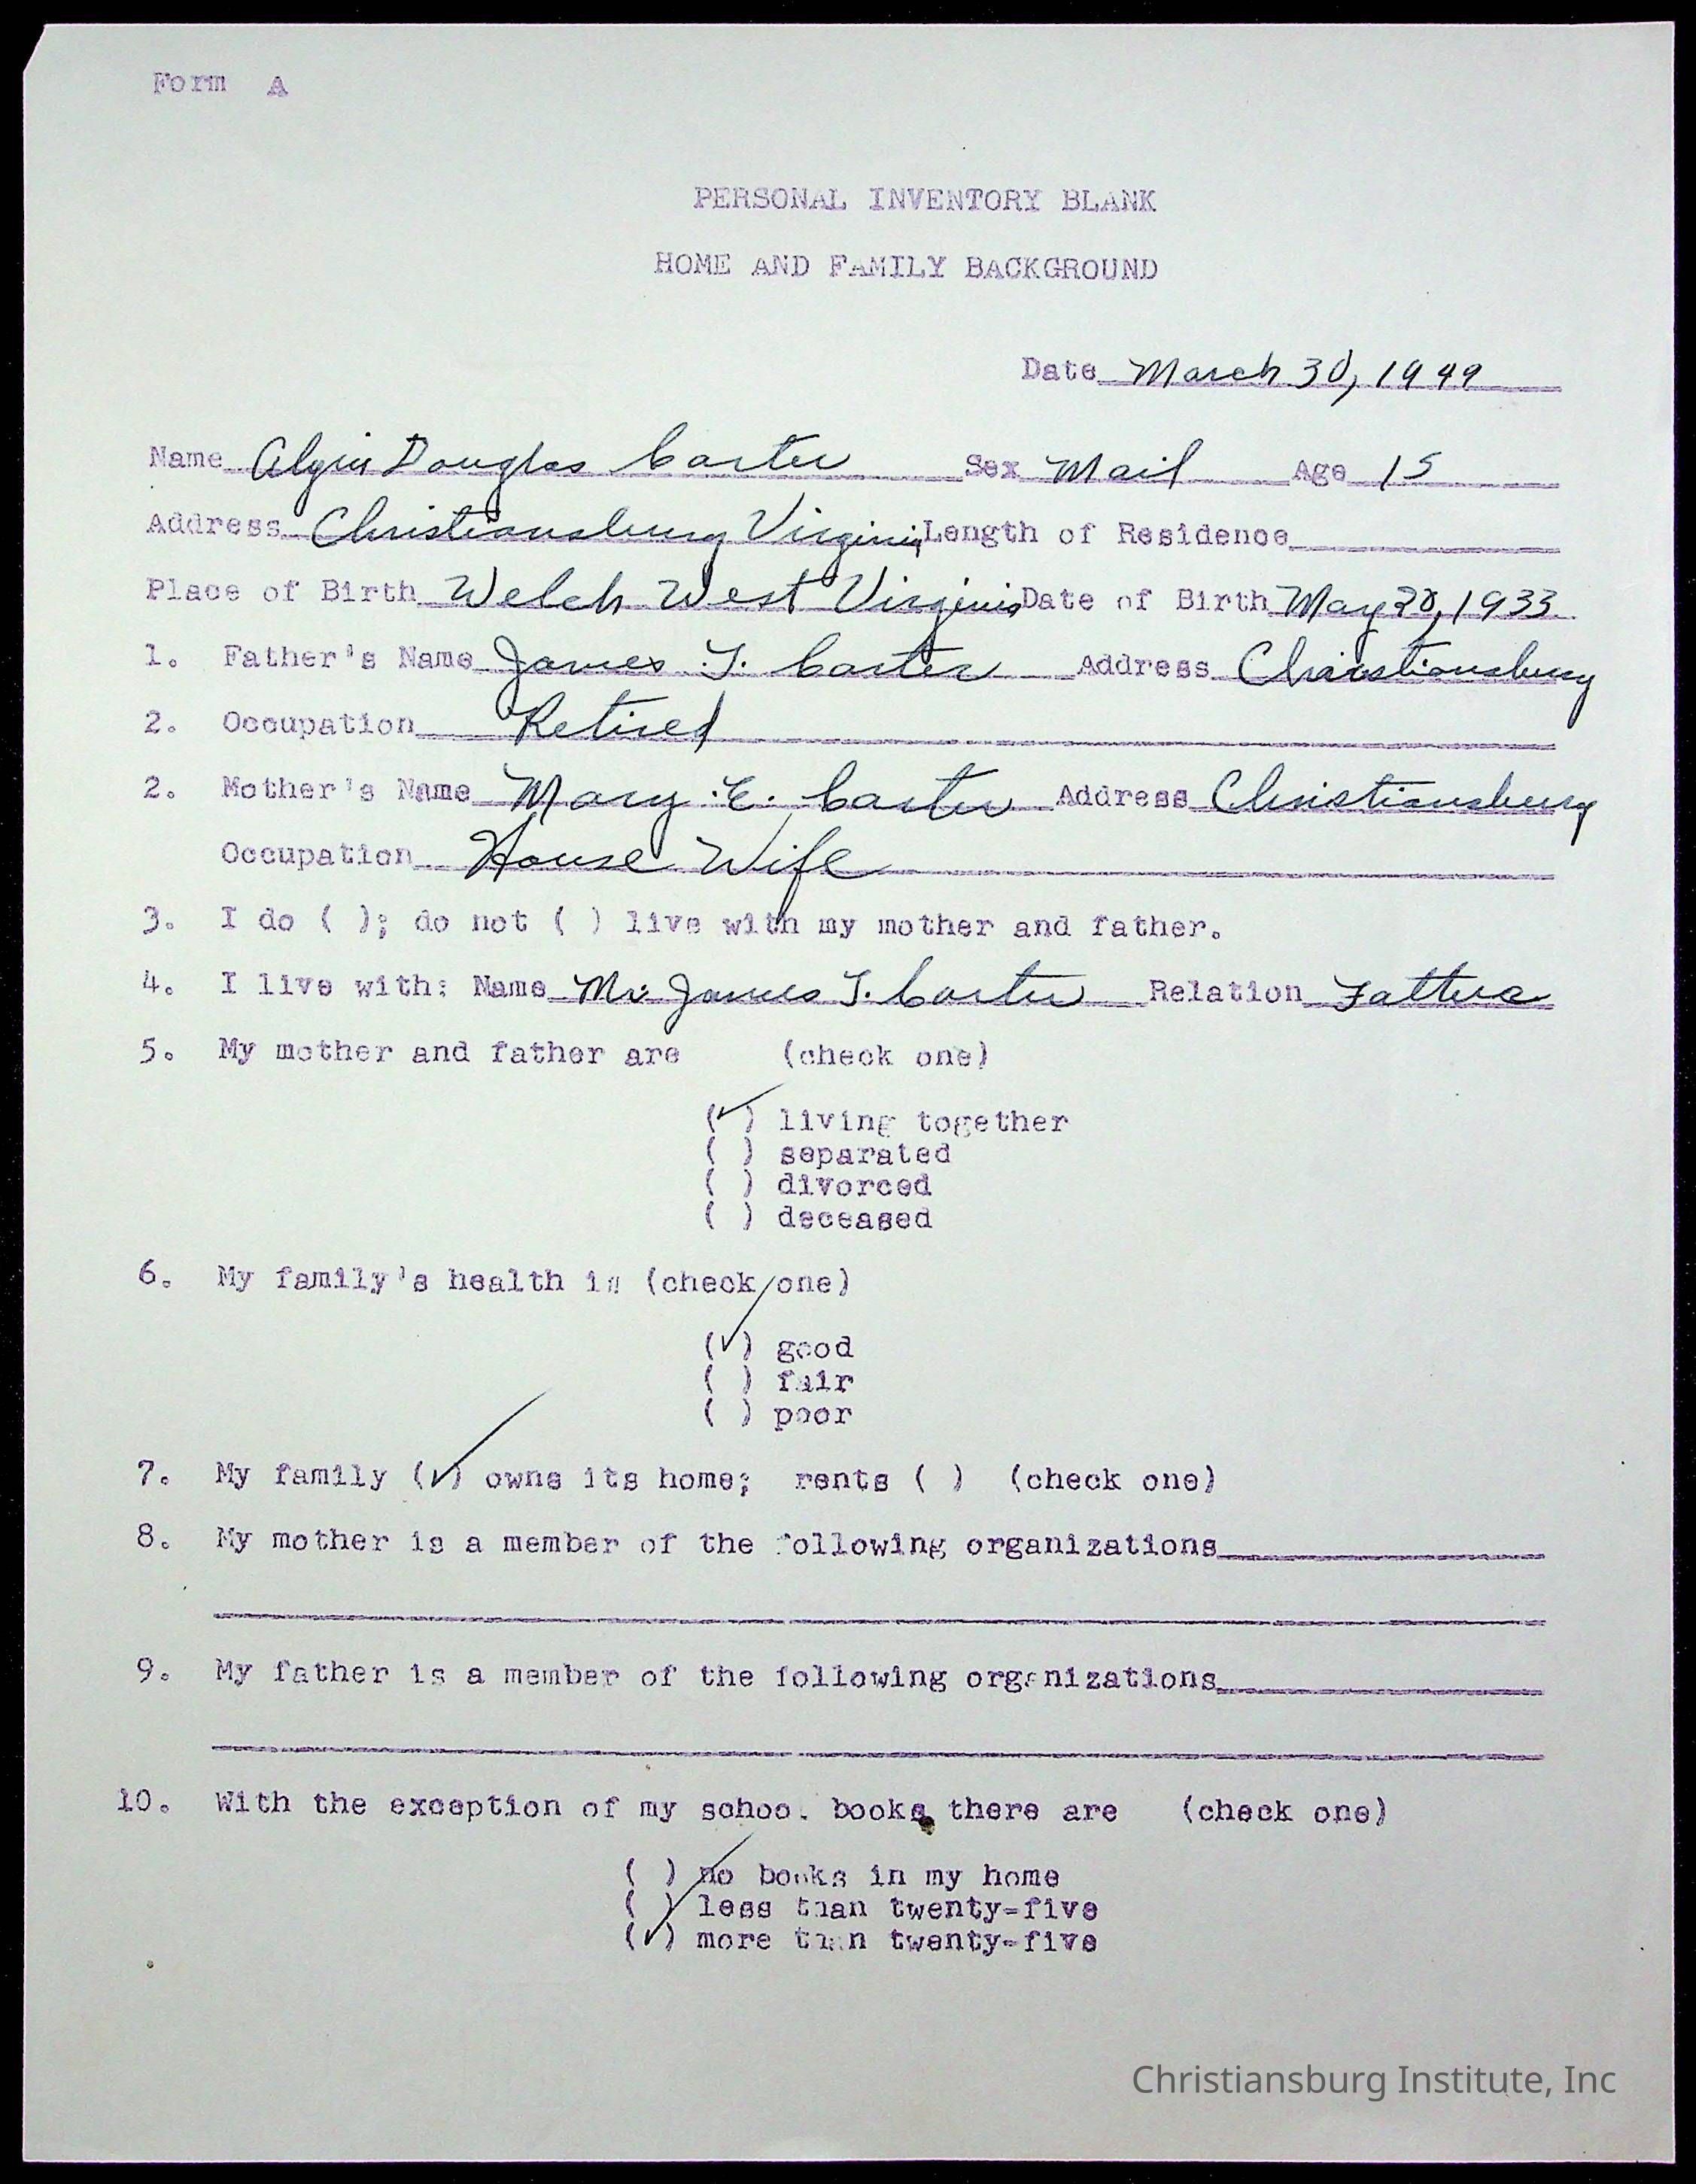 Form A
PERSONAL INVENTORY BLANK
HOME AND FAMILY BACKGROUND
Date March 30, 1949
Name Algin Douglas Carter Sex Mail Age 15
Address Christiansburg Virginia Length of Residence
Place of Birth Welch West Virginia Date of Birth May 28, 1933
1. Father's Name James T. Carter Address Christiansburg
2. Occupation Retired
2. Mother's Name Mary E. Carter Address Christiansburg
Occupation House Wife
3. I do ( ); do not ( ) live with my mother and father.
4. I live with: Name Mr. James T. Carter Relation Father
5. My mother and father are (check one)
(✓) living together
( ) separated
( ) divorced
( ) deceased
6. My family's health is (check one)
(✓) good
( ) fair
( ) poor
7. My family (✓) owns its home; rents ( ) (check one)
8. My mother is a member of the following organizations
9. My father is a member of the following organizations
10. With the exception of my school books there are (check one)
( ) no books in my home
( ) less than twenty-five
(✓) more than twenty-five
Christiansburg Institute, Inc